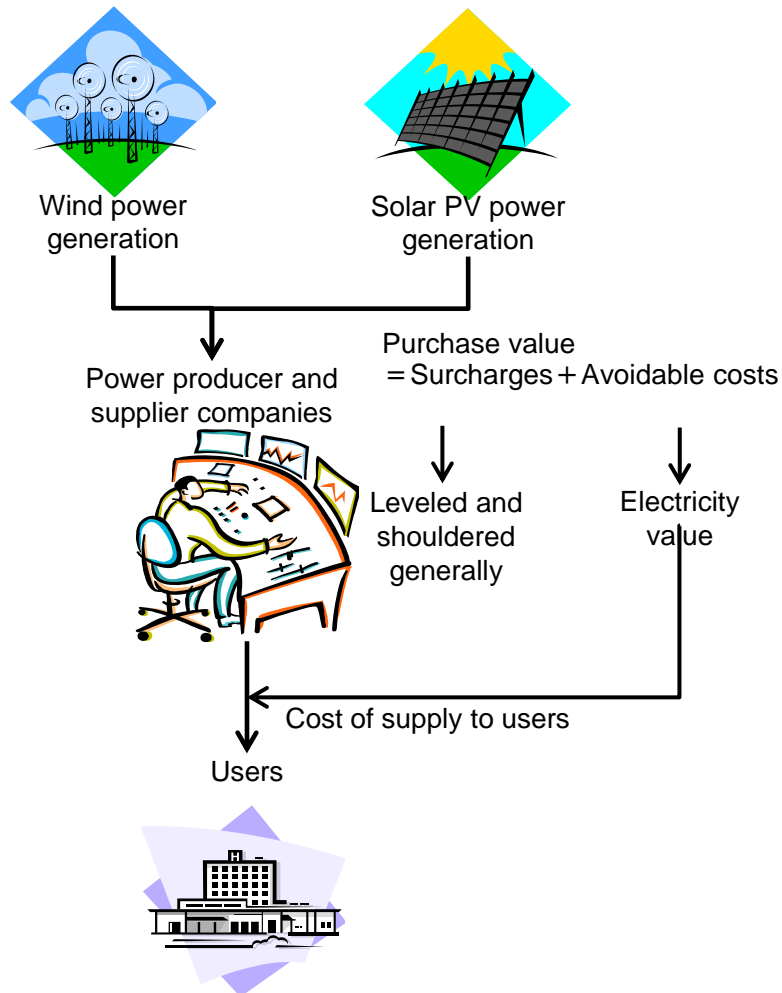 Wind power
generation
Solar PV power
generation
Power producer and
supplier companies
Purchase value
＝Surcharges＋Avoidable costs
Leveled and
shouldered
generally
Electricity
value
Cost of supply to users
Users
H